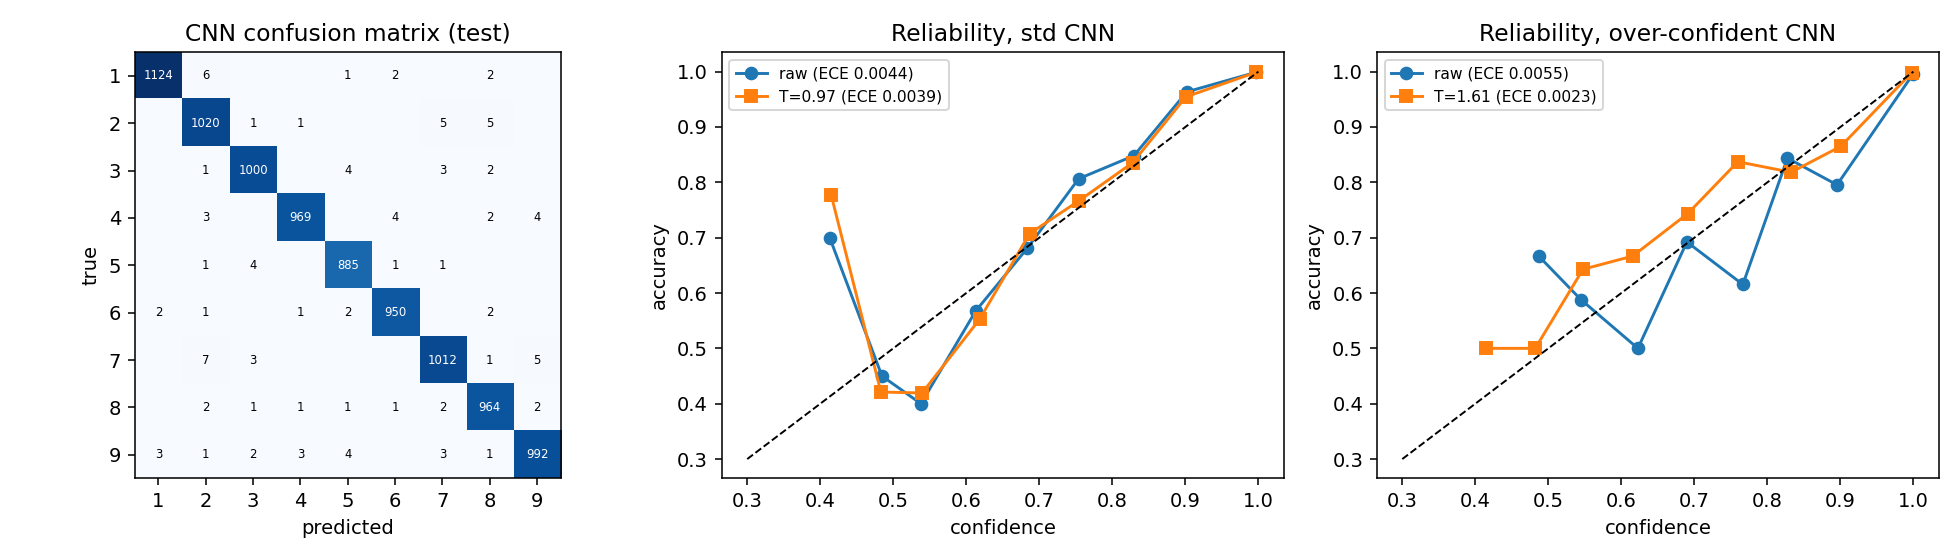 CNN confusion matrix (test)
true
1 1124 6 1 2 2
2 1020 1 1 5 5
3 1 1000 4 3 2
4 3 969 4 2 4
5 1 4 885 1 1
6 2 1 1 2 950 2
7 7 3 1012 1 5
8 2 1 1 1 1 2 964 2
9 3 1 2 3 4 3 1 992
1 2 3 4 5 6 7 8 9
predicted
Reliability, std CNN
raw (ECE 0.0044)
T=0.97 (ECE 0.0039)
accuracy
1.0
0.9
0.8
0.7
0.6
0.5
0.4
0.3
0.3 0.4 0.5 0.6 0.7 0.8 0.9 1.0
confidence
Reliability, over-confident CNN
raw (ECE 0.0055)
T=1.61 (ECE 0.0023)
accuracy
1.0
0.9
0.8
0.7
0.6
0.5
0.4
0.3
0.3 0.4 0.5 0.6 0.7 0.8 0.9 1.0
confidence